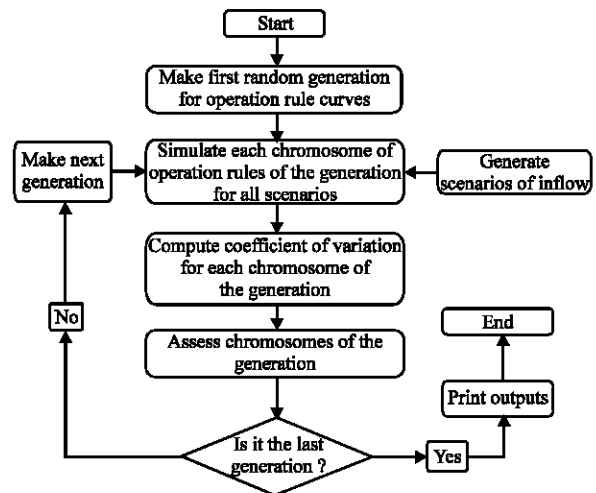 Start
Make first random generation
for operation rule curves
Make next
generation
Simulate each chromosome of
operation rules of the generation
for all scenarios
Generate
scenarios of inflow
Compute coefficient of variation
for each chromosome of
the generation
No
End
Assess chromosomes of the
generation
Print outputs
Is it the last
generation ?
Yes